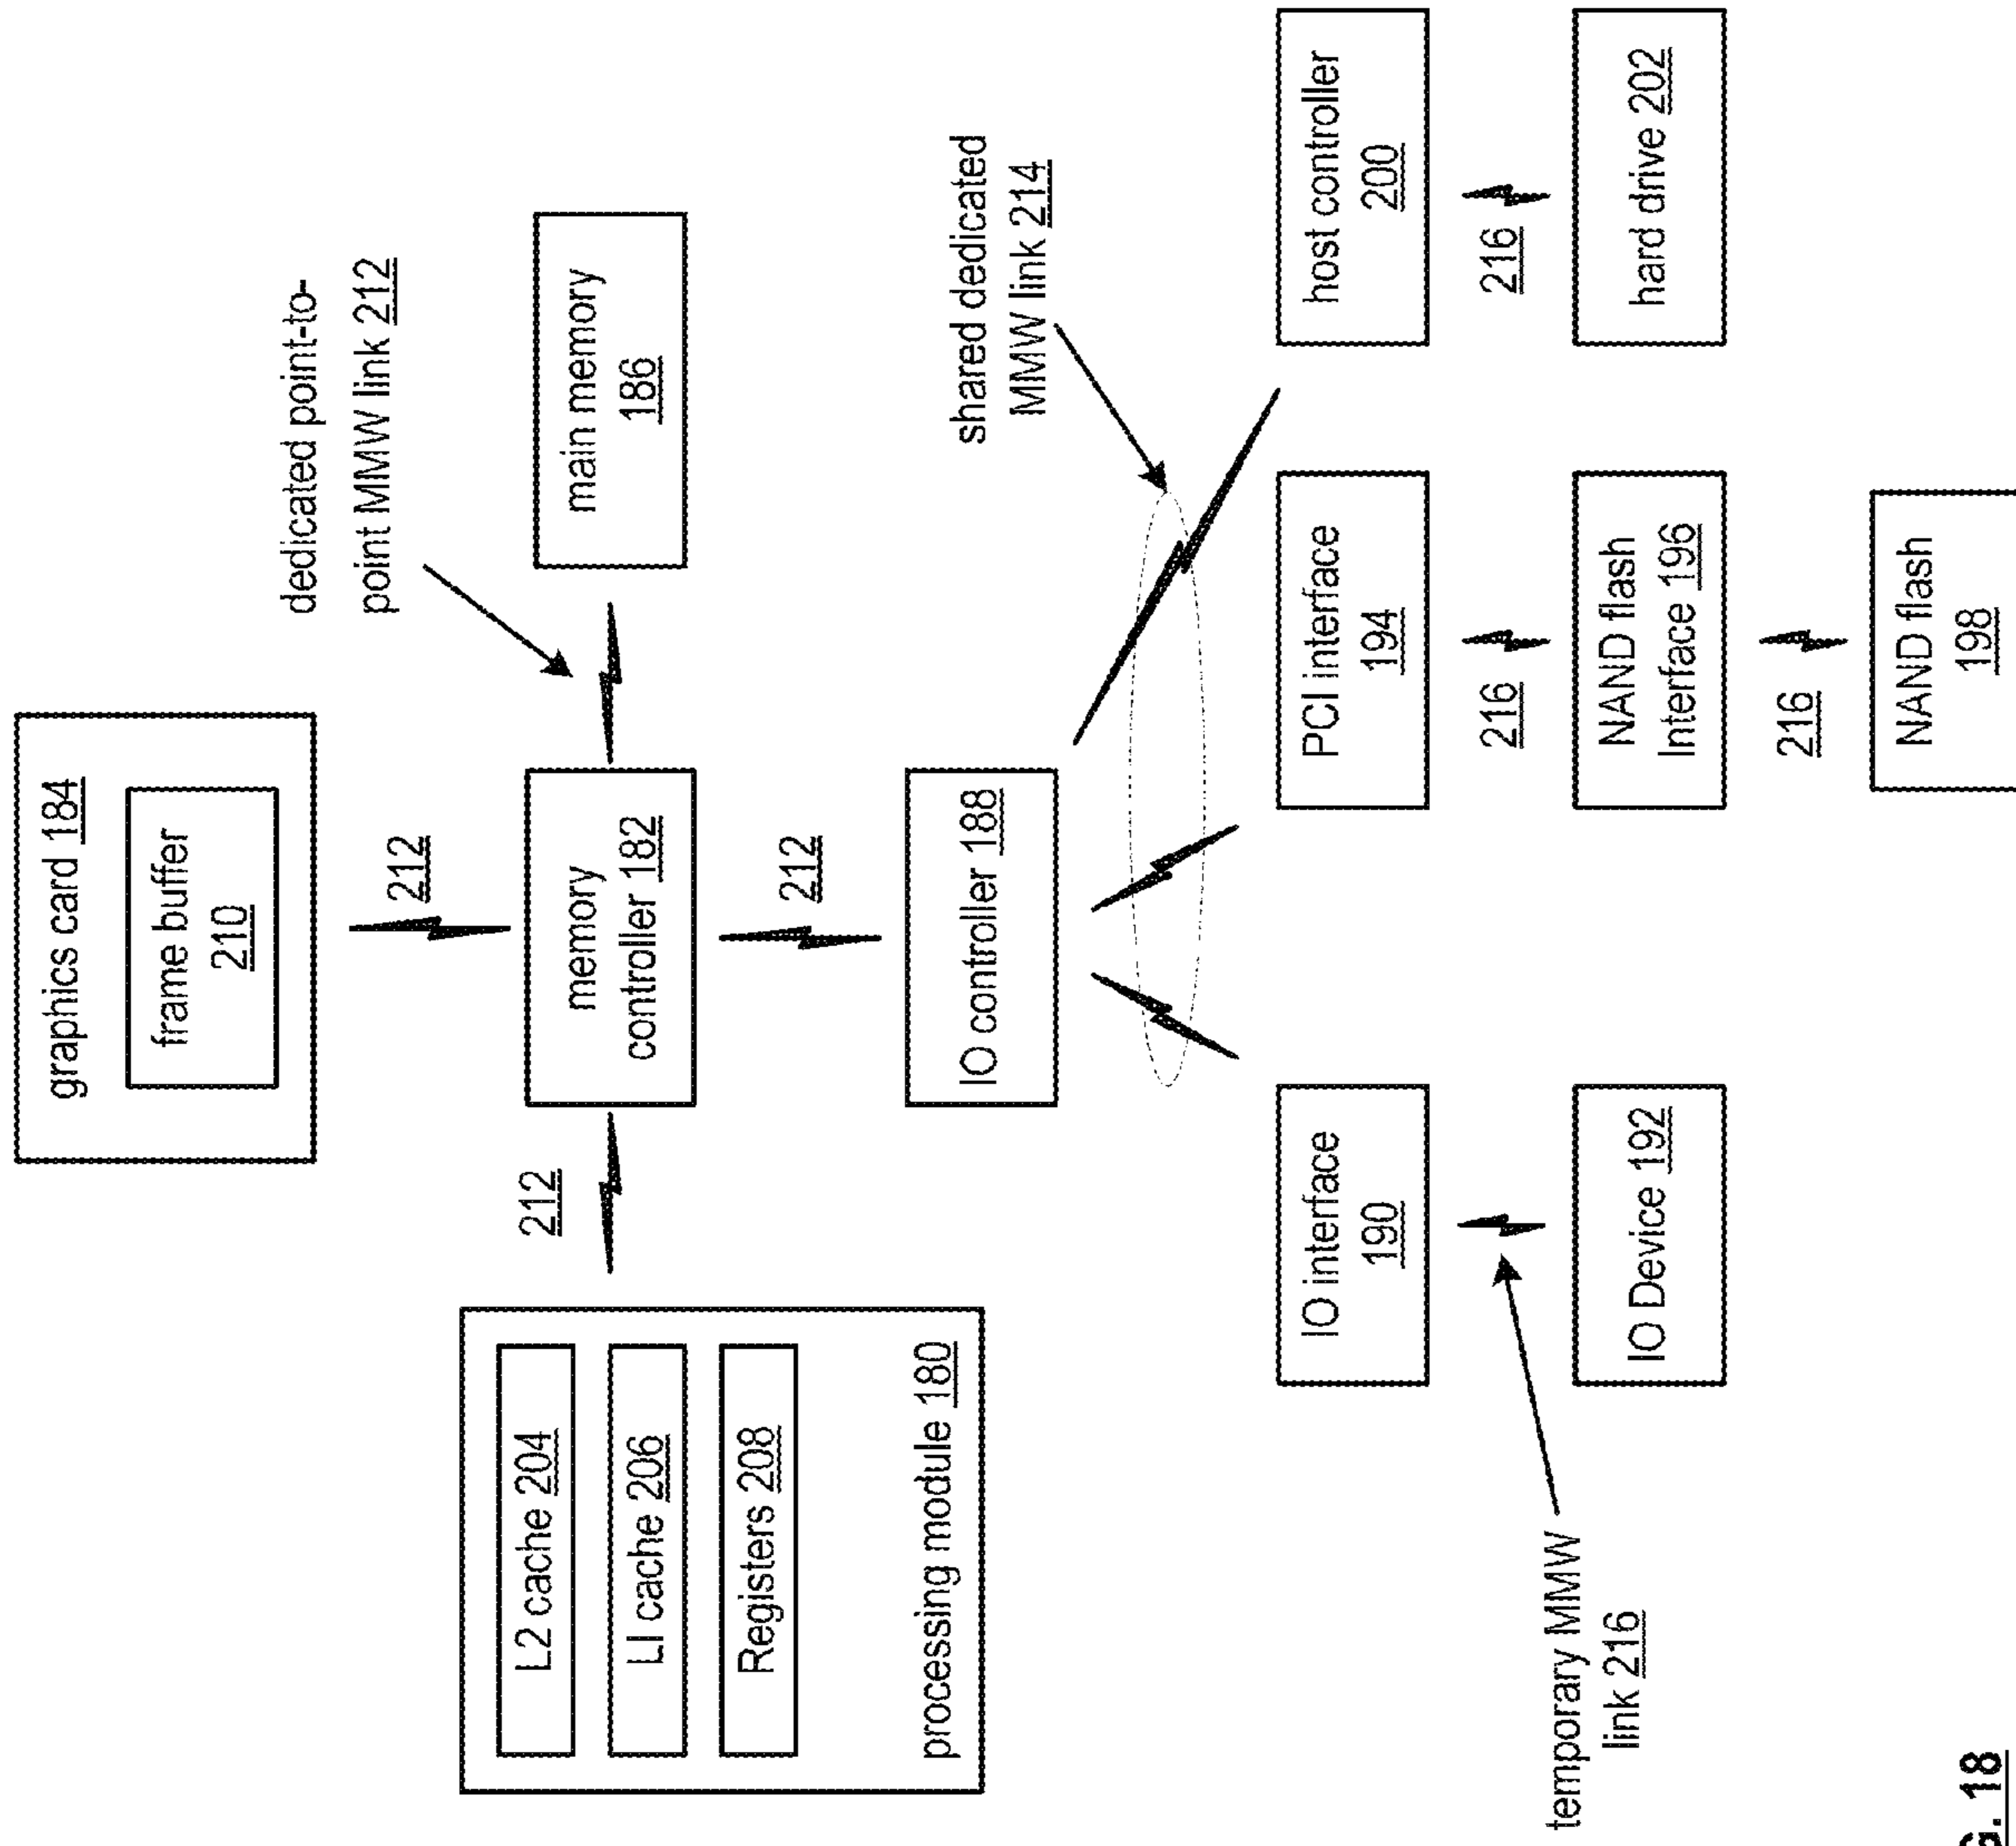 graphics card 184
frame buffer
210
212
dedicated point-to-
point MMW link 212
L2 cache 204
LI cache 206
Registers 208
processing module 180
212
memory
controller 182
main memory
186
212
IO controller 188
shared dedicated
MMW link 214
IO interface
190
PCI interface
194
host controller
200
temporary MMW
link 216
216
216
IO Device 192
NAND flash
Interface 196
hard drive 202
216
NAND flash
198
G. 18